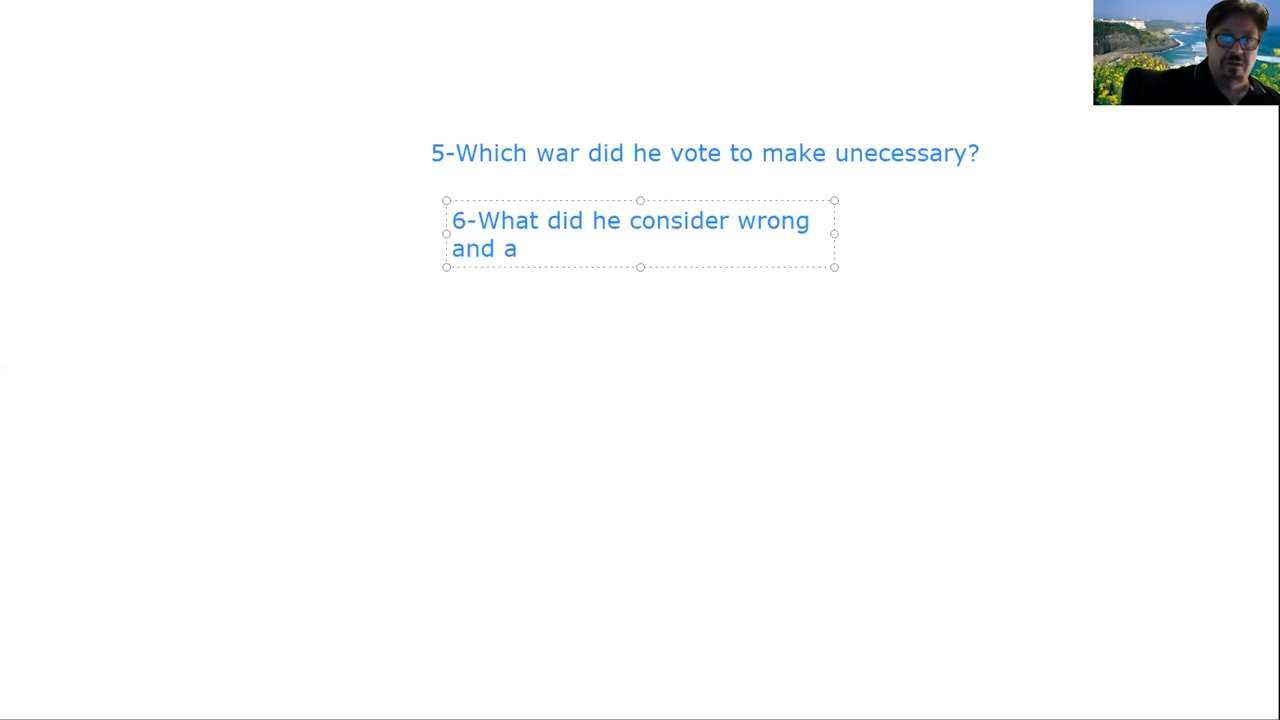 5-Which war did he vote to make unecessary?
6-What did he consider wrong
and a